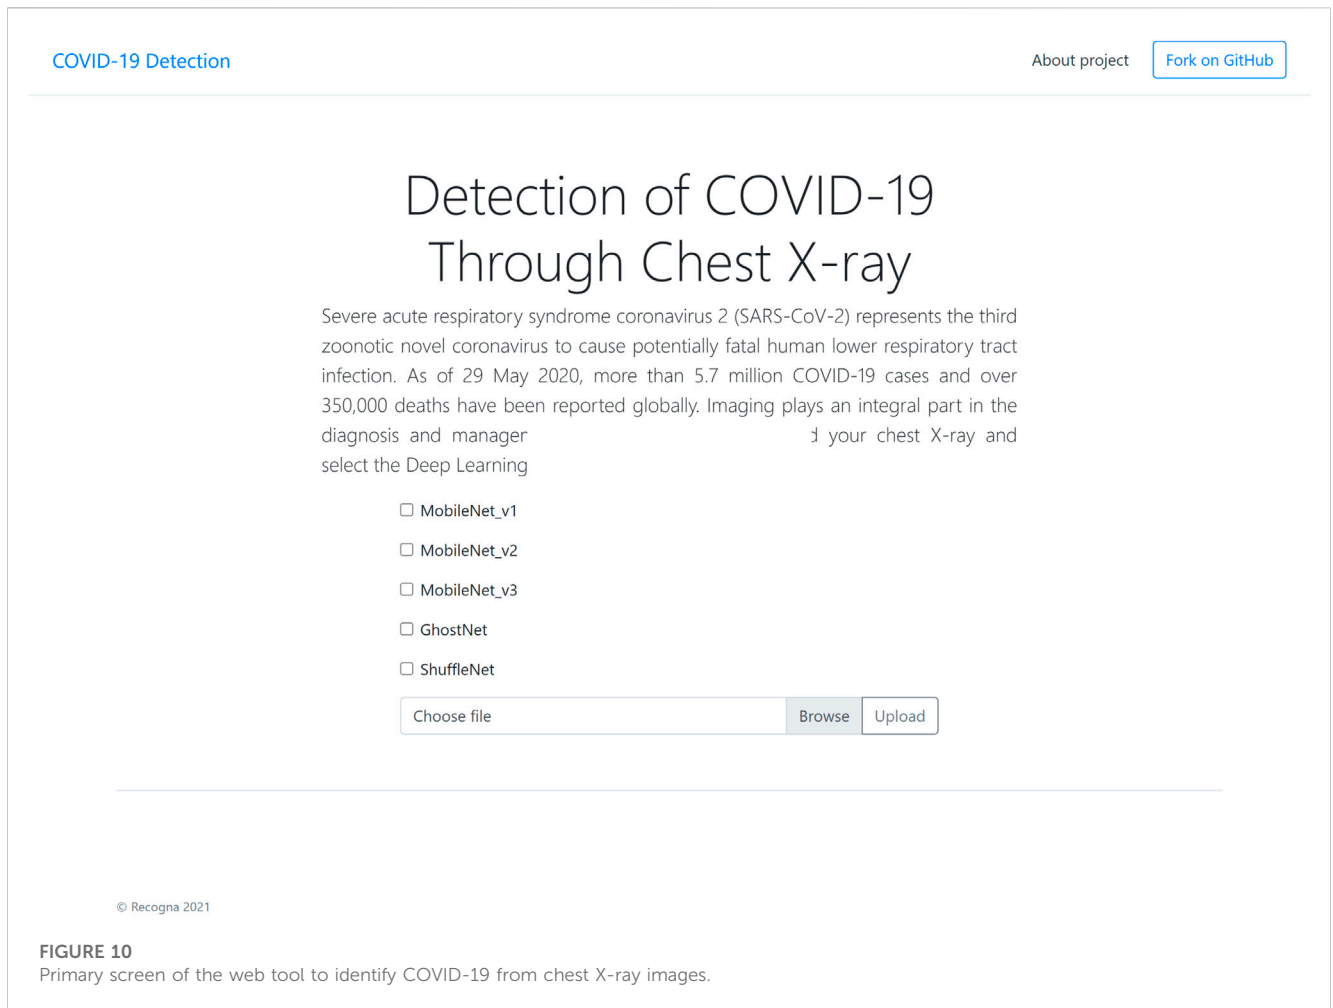 COVID-19 Detection
About project
Fork on GitHub
Detection of COVID-19
Through Chest X-ray
Severe acute respiratory syndrome coronavirus 2 (SARS-CoV-2) represents the third
zoonotic novel coronavirus to cause potentially fatal human lower respiratory tract
infection. As of 29 May 2020, more than 5.7 million COVID-19 cases and over
350,000 deaths have been reported globally. Imaging plays an integral part in the
diagnosis and your chest X-ray and
select the Deep Learning
MobileNet_v1
MobileNet_v2
MobileNet_v3
GhostNet
ShuffleNet
Choose file Browse Upload
© Recogna 2021
FIGURE 10
Primary screen of the web tool to identify COVID-19 from chest X-ray images.